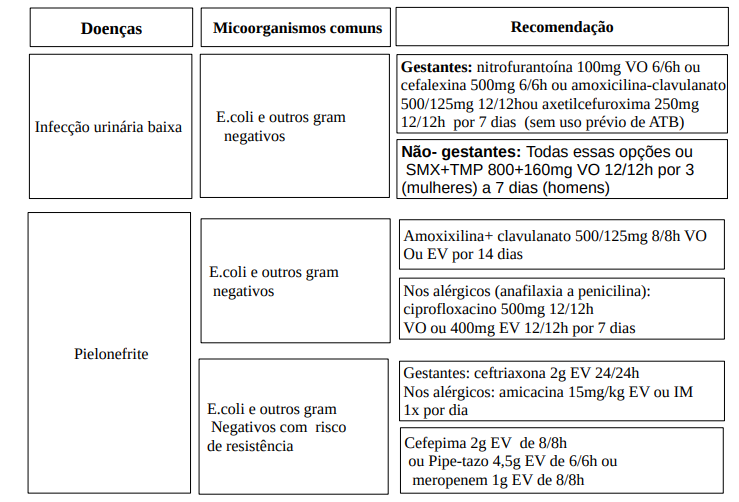 Doenças
Micoorganismos comuns
Recomendação
Infecção urinária baixa
E.coli e outros gram
negativos
Gestantes: nitrofurantoína 100mg VO 6/6h ou
cefalexina 500mg 6/6h ou amoxicilina-clavulanato
500/125mg 12/12hou axetilcefuroxima 250mg
12/12h por 7 dias (sem uso prévio de ATB)
Não- gestantes: Todas essas opções ou
SMX+TMP 800+160mg VO 12/12h por 3
(mulheres) a 7 dias (homens)
Pielonefrite
E.coli e outros gram
negativos
Amoxixilina+ clavulanato 500/125mg 8/8h VO
Ou EV por 14 dias
Nos alérgicos (anafilaxia a penicilina):
ciprofloxacino 500mg 12/12h
VO ou 400mg EV 12/12h por 7 dias
E.coli e outros gram
Negativos com risco
de resistência
Gestantes: ceftriaxona 2g EV 24/24h
Nos alérgicos: amicacina 15mg/kg EV ou IM
1x por dia
Cefepima 2g EV de 8/8h
ou Pipe-tazo 4,5g EV de 6/6h ou
meropenem 1g EV de 8/8h